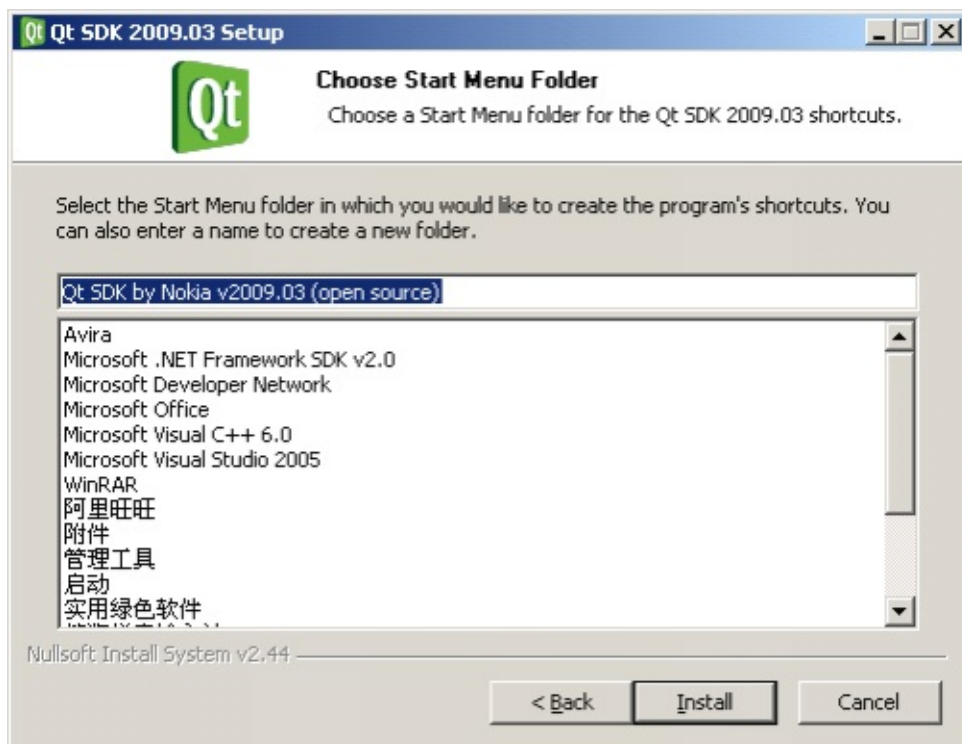 Qt Qt SDK 2009.03 Setup
Qt
Choose Start Menu Folder
Choose a Start Menu folder for the Qt SDK 2009.03 shortcuts.
Select the Start Menu folder in which you would like to create the program's shortcuts. You
can also enter a name to create a new folder.
Qt SDK by Nokia v2009.03 (open source)
Avira
Microsoft .NET Framework SDK v2.0
Microsoft Developer Network
Microsoft Office
Microsoft Visual C++ 6.0
Microsoft Visual Studio 2005
WinRAR
阿里旺旺
附件
管理工具
启动
实用绿色软件
Nullsoft Install System v2.44
< Back Install Cancel